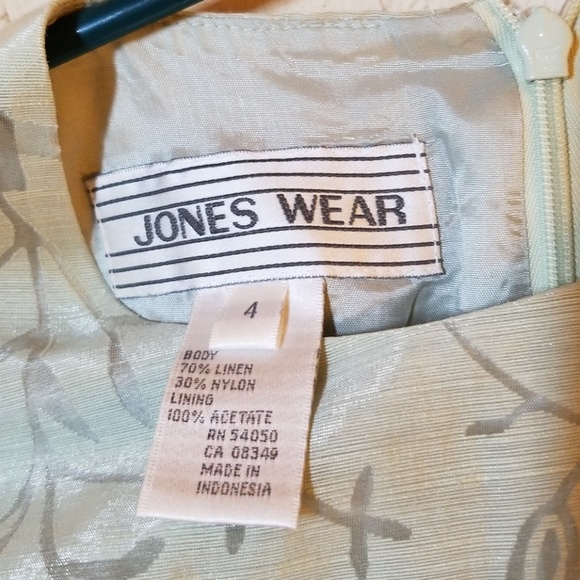 JONES WEAR
4
BODY
70% LINEN
30% NYLON
LINING
100% ACETATE
RN 54050
CA 08349
MADE IN
INDONESIA